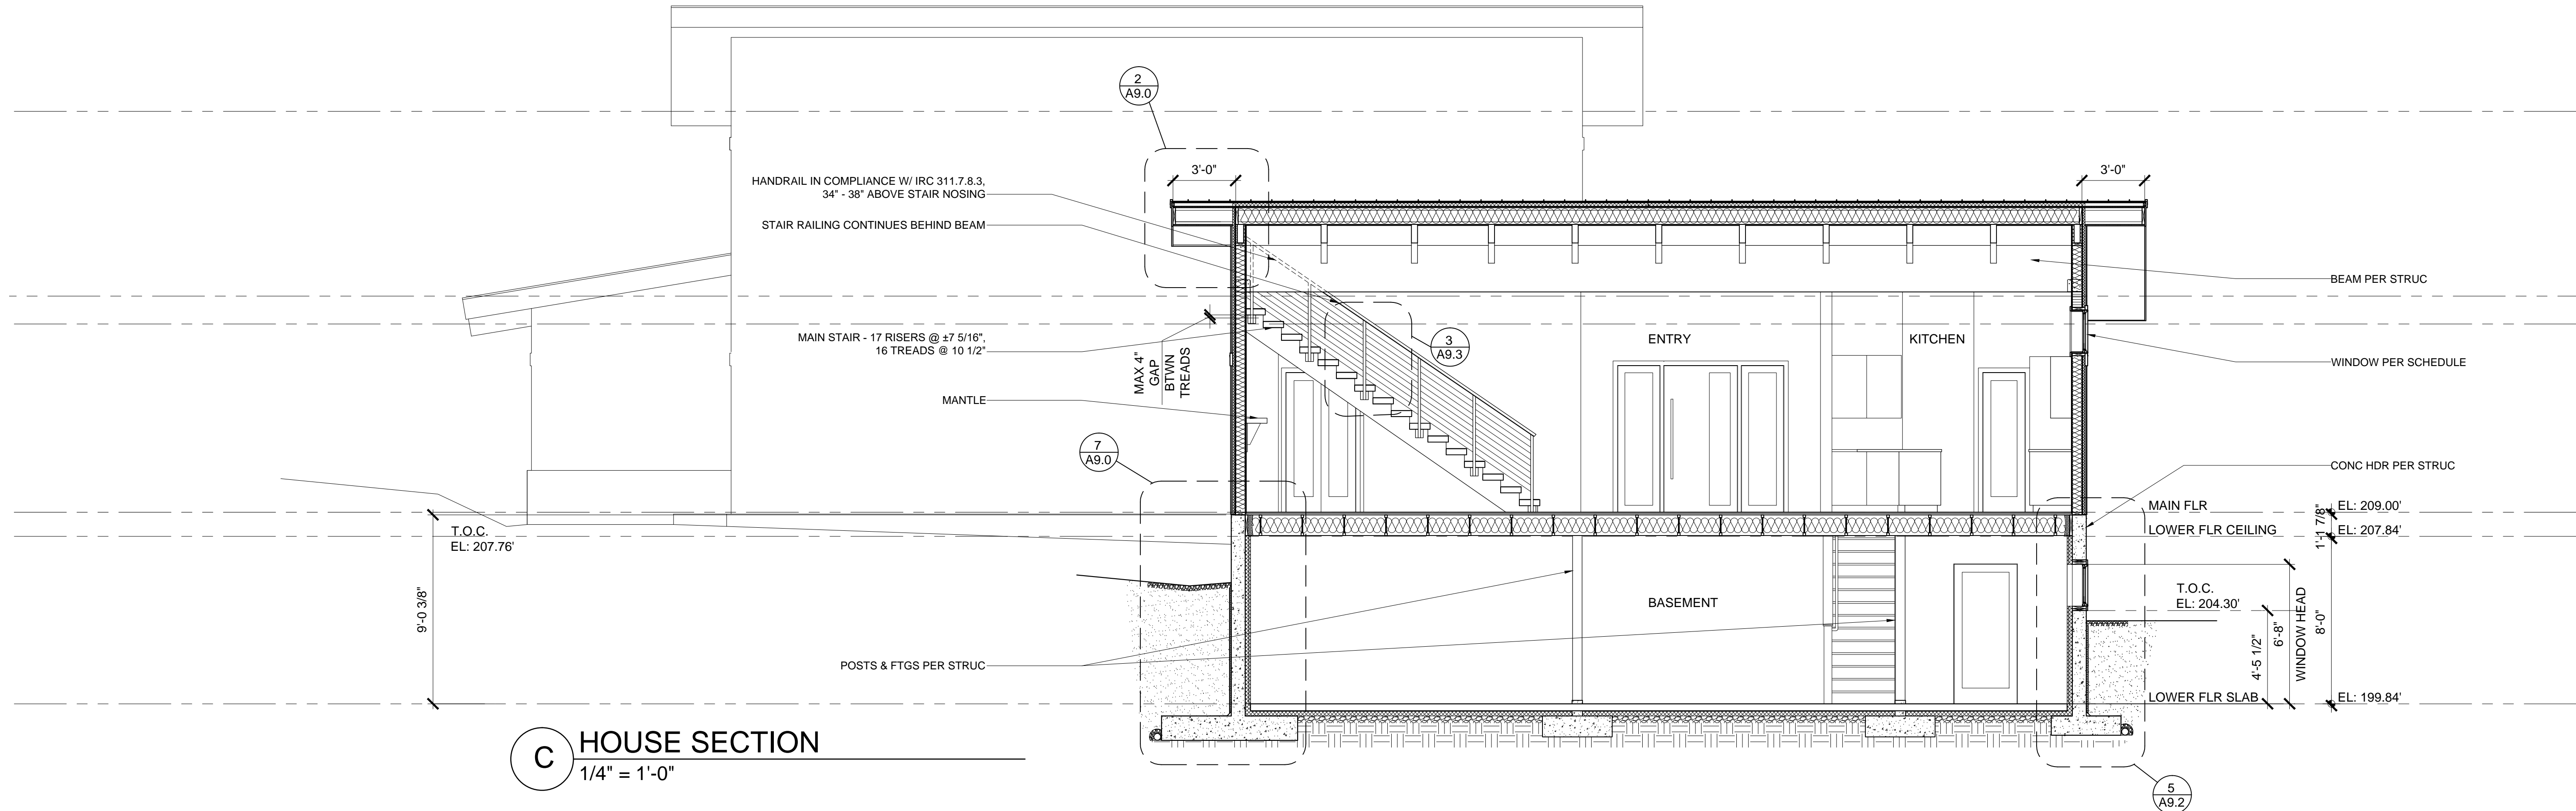 2
A9.0
3'-0"
3'-0"
HANDRAIL IN COMPLIANCE W/ IRC 311.7.8.3,
34" - 38" ABOVE STAIR NOSING
STAIR RAILING CONTINUES BEHIND BEAM
BEAM PER STRUC
MAIN STAIR - 17 RISERS @ ±7 5/16",
16 TREADS @ 10 1/2"
MAX 4"
GAP
BTWN
TREADS
3
A9.3
ENTRY
KITCHEN
WINDOW PER SCHEDULE
MANTLE
7
A9.0
CONC HDR PER STRUC
MAIN FLR
EL: 209.00'
1'-1 7/8"
LOWER FLR CEILING
EL: 207.84'
T.O.C.
EL: 207.76'
9'-0 3/8"
BASEMENT
T.O.C.
EL: 204.30'
4'-5 1/2"
6'-8"
WINDOW HEAD
8'-0"
POSTS & FTGS PER STRUC
LOWER FLR SLAB
EL: 199.84'
C
HOUSE SECTION
1/4" = 1'-0"
5
A9.2